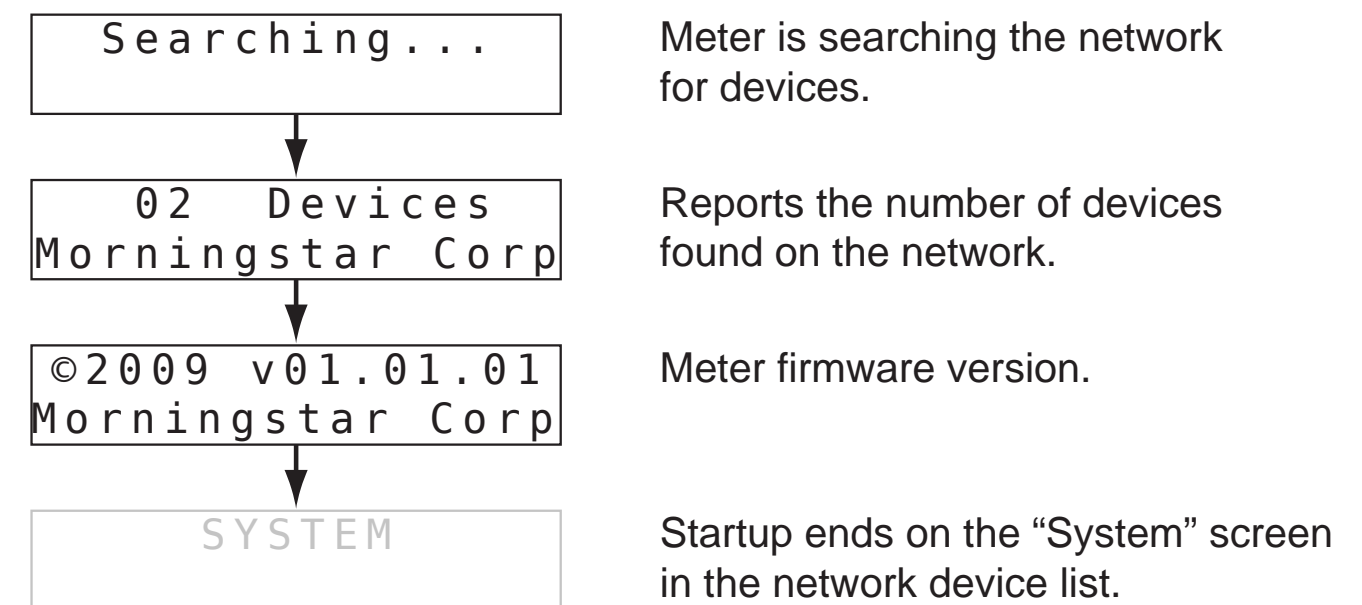 Searching...
Meter is searching the network
for devices.
02 Devices
Morningstar Corp
Reports the number of devices
found on the network.
©2009 v01.01.01
Morningstar Corp
Meter firmware version.
SYSTEM
Startup ends on the “System” screen
in the network device list.